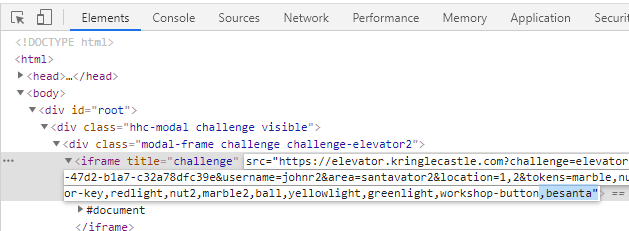 Elements Console Sources Network Performance Memory Application Securi
<!DOCTYPE html>
<html>
<head>…</head>
<body>
<div id="root">
<div class="hhc-modal challenge visible">
<div class="modal-frame challenge challenge-elevator2">
… <iframe title="challenge" src="https://elevator.kringlecastle.com?challenge=elevator
-47d2-b1a7-c32a78dfc39e&username=johnr2&area=santavator2&location=1,2&tokens=marble,nu
or-key,redlight,nut2,marble2,ball,yellowlight,greenlight,workshop-button,besanta" ==
#document
</iframe>